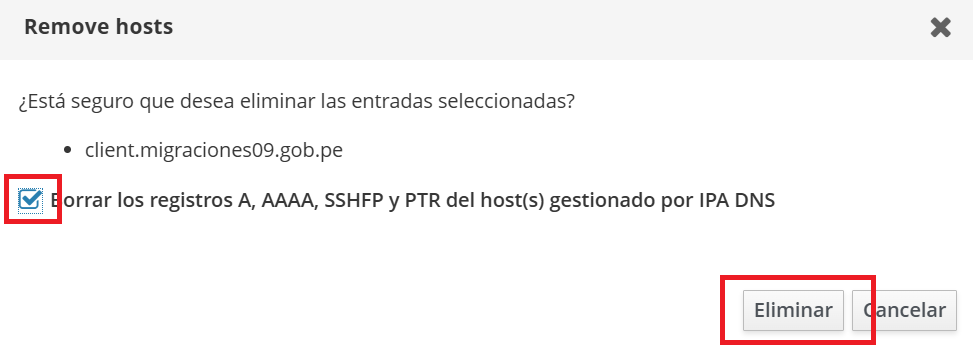 Remove hosts
¿Está seguro que desea eliminar las entradas seleccionadas?
client.migraciones09.gob.pe
Borrar los registros A, AAAA, SSHFP y PTR del host(s) gestionado por IPA DNS
Eliminar Cancelar